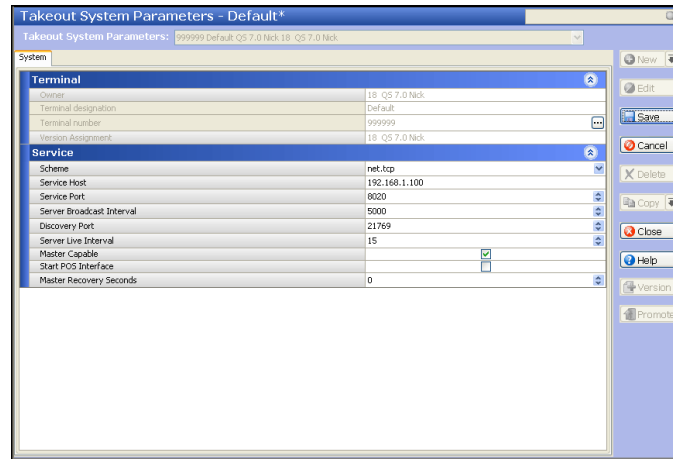 Takeout System Parameters - Default*
Takeout System Parameters: 999999 Default QS 7.0 Nick 18 QS 7.0 Nick
System
Terminal
Owner 18 QS 7.0 Nick
Terminal designation Default
Terminal number 999999 ...
Version Assignment 18 QS 7.0 Nick
Service
Scheme net.tcp
Service Host 192.168.1.100
Service Port 8020
Server Broadcast Interval 5000
Discovery Port 21769
Server Live Interval 15
Master Capable
Start POS Interface
Master Recovery Seconds 0
New
Edit
Save
Cancel
Delete
Copy
Close
Help
Version
Promote